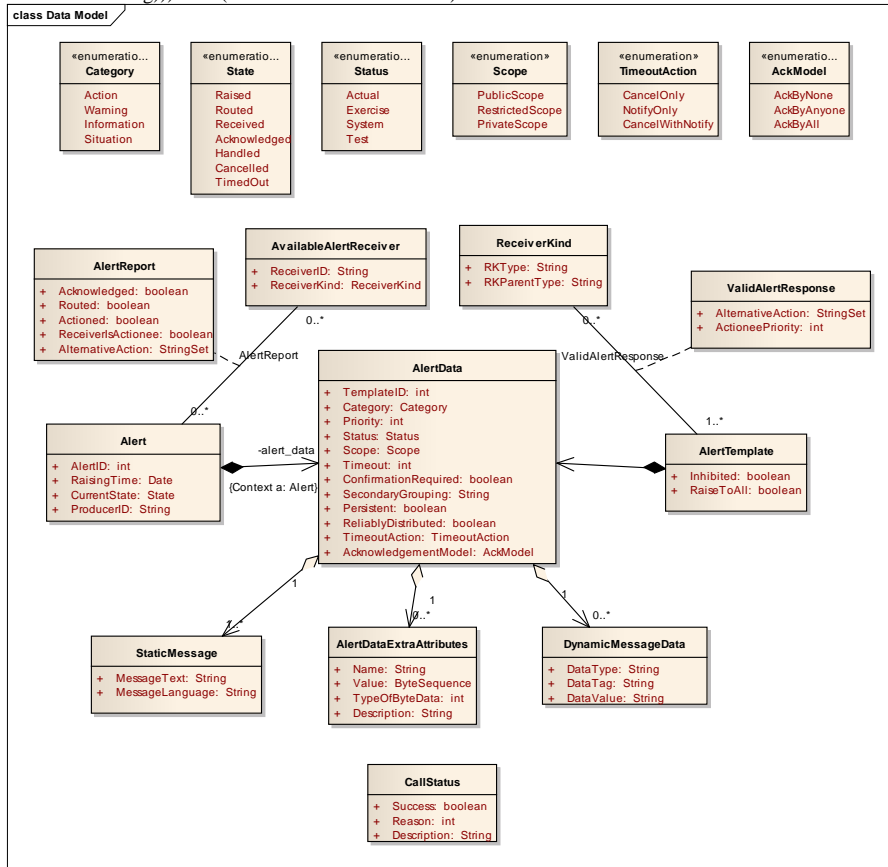 class Data Model
«enumeratio...
Category
Action
Warning
Information
Situation
«enumeratio...
State
Raised
Routed
Received
Acknowledged
Handled
Cancelled
TimedOut
«enumeratio...
Status
Actual
Exercise
System
Test
«enumeration»
Scope
PublicScope
RestrictedScope
PrivateScope
«enumeration»
TimeoutAction
CancelOnly
NotifyOnly
CancelWithNotify
«enumeratio...
AckModel
AckByNone
AckByAnyone
AckByAll
AlertReport
+ Acknowledged: boolean
+ Routed: boolean
+ Actioned: boolean
+ ReceiverIsActionee: boolean
+ AlternativeAction: StringSet
AvailableAlertReceiver
+ ReceiverID: String
+ ReceiverKind: ReceiverKind
ReceiverKind
+ RKType: String
+ RKParentType: String
ValidAlertResponse
+ AlternativeAction: StringSet
+ ActioneePriority: int
0..*
0..*
AlertReport
ValidAlertResponse
0..*
1..*
Alert
+ AlertID: int
+ RaisingTime: Date
+ CurrentState: State
+ ProducerID: String
-alert_data
{Context a: Alert}
AlertData
+ TemplateID: int
+ Category: Category
+ Priority: int
+ Status: Status
+ Scope: Scope
+ Timeout: int
+ ConfirmationRequired: boolean
+ SecondaryGrouping: String
+ Persistent: boolean
+ ReliablyDistributed: boolean
+ TimeoutAction: TimeoutAction
+ AcknowledgementModel: AckModel
AlertTemplate
+ Inhibited: boolean
+ RaiseToAll: boolean
1
1
1
1..*
0..*
0..*
StaticMessage
+ MessageText: String
+ MessageLanguage: String
AlertDataExtraAttributes
+ Name: String
+ Value: ByteSequence
+ TypeOfByteData: int
+ Description: String
DynamicMessageData
+ DataType: String
+ DataTag: String
+ DataValue: String
CallStatus
+ Success: boolean
+ Reason: int
+ Description: String